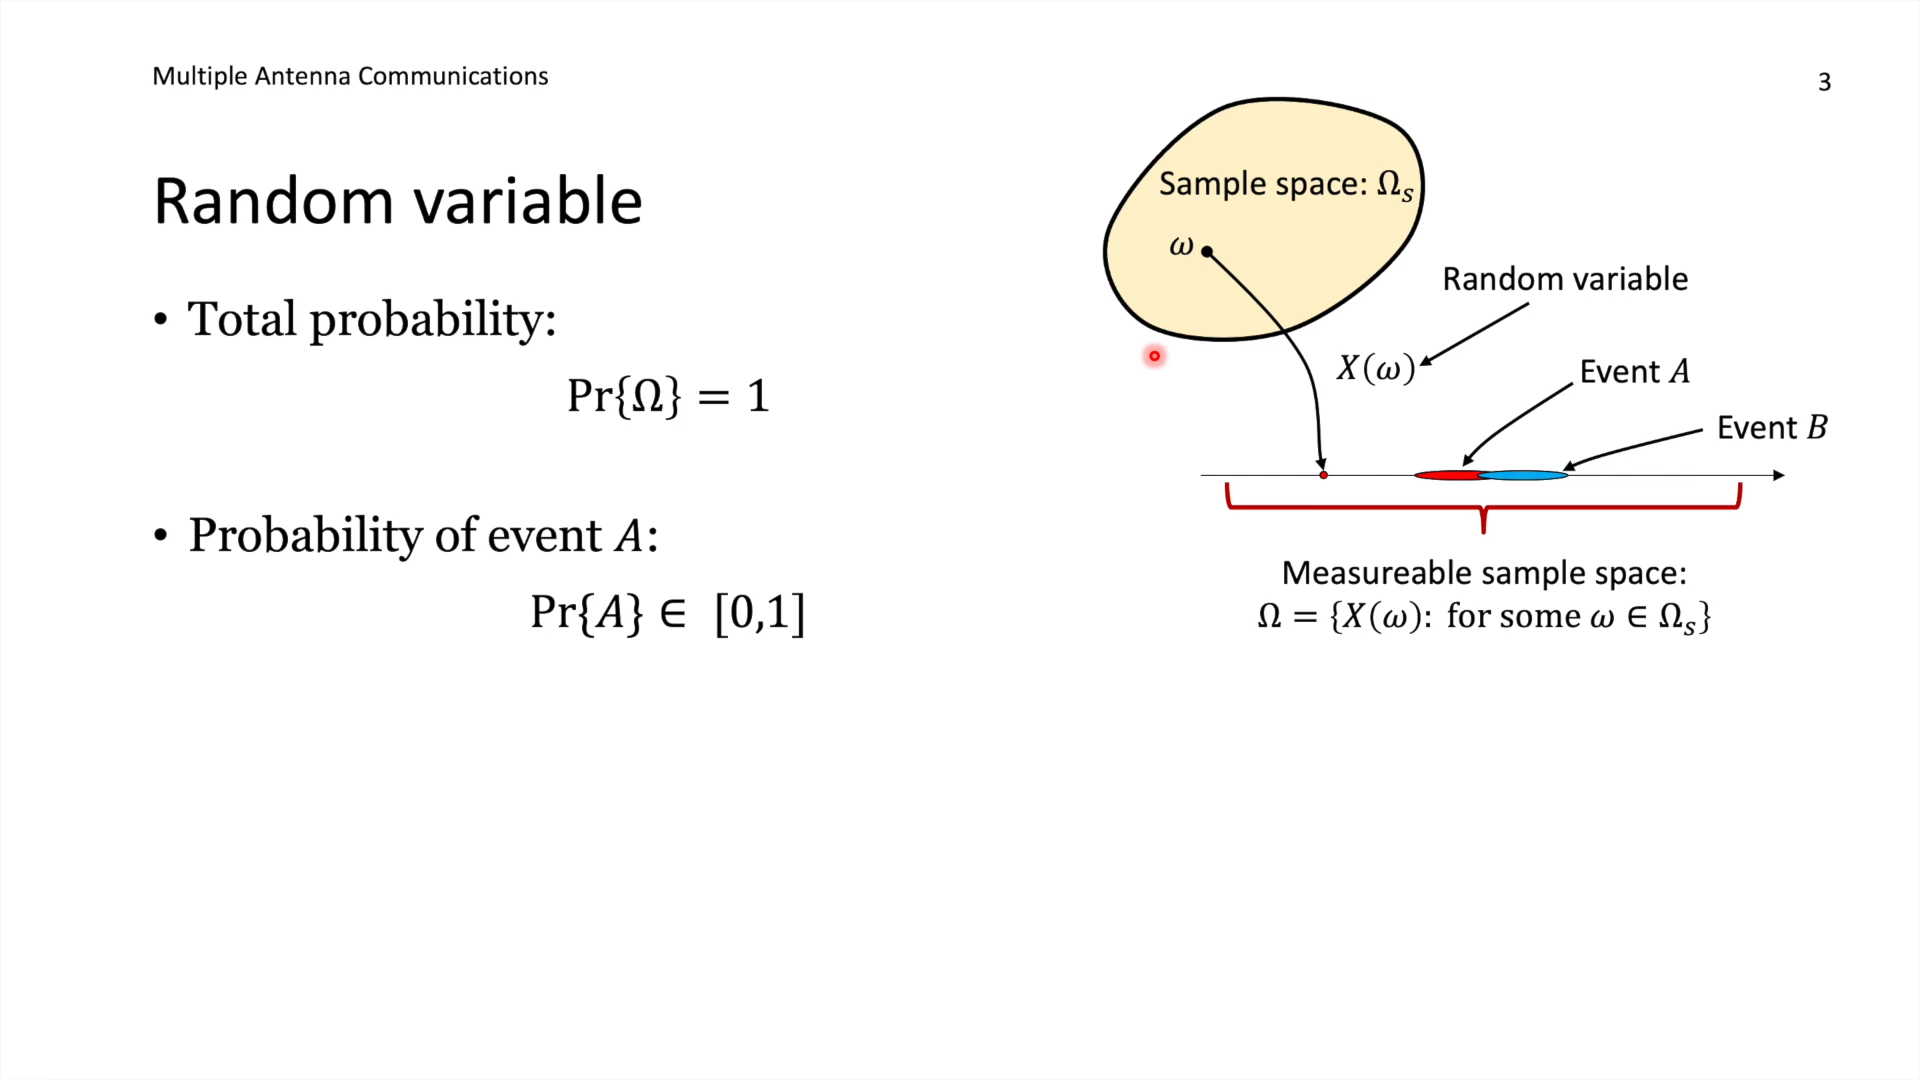 Multiple Antenna Communications
3
Random variable
• Total probability:
Pr{Ω} = 1
• Probability of event A:
Pr{A} ∈ [0,1]
Sample space: Ωₛ
ω
Random variable
X(ω)
Event A
Event B
Measureable sample space:
Ω = {X(ω): for some ω ∈ Ωₛ}